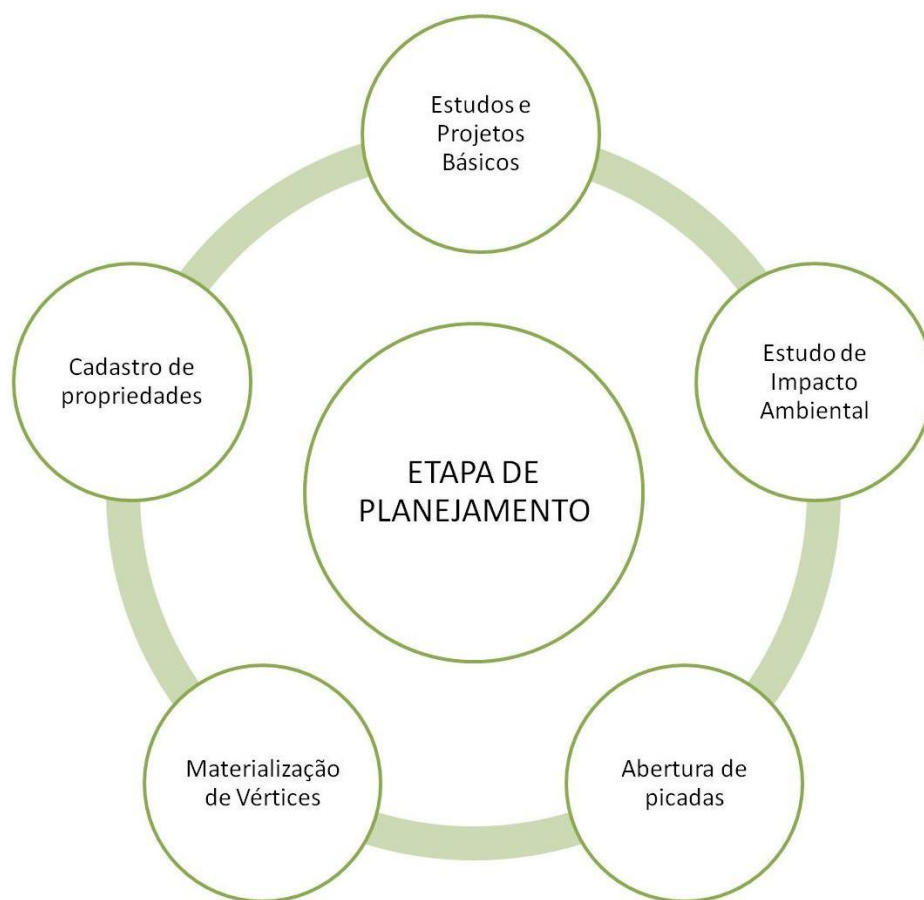 Estudos e
Projetos
Básicos
Estudo de
Impacto
Ambiental
Abertura de
picadas
Materialização
de Vértices
Cadastro de
propriedades
ETAPA DE
PLANEJAMENTO